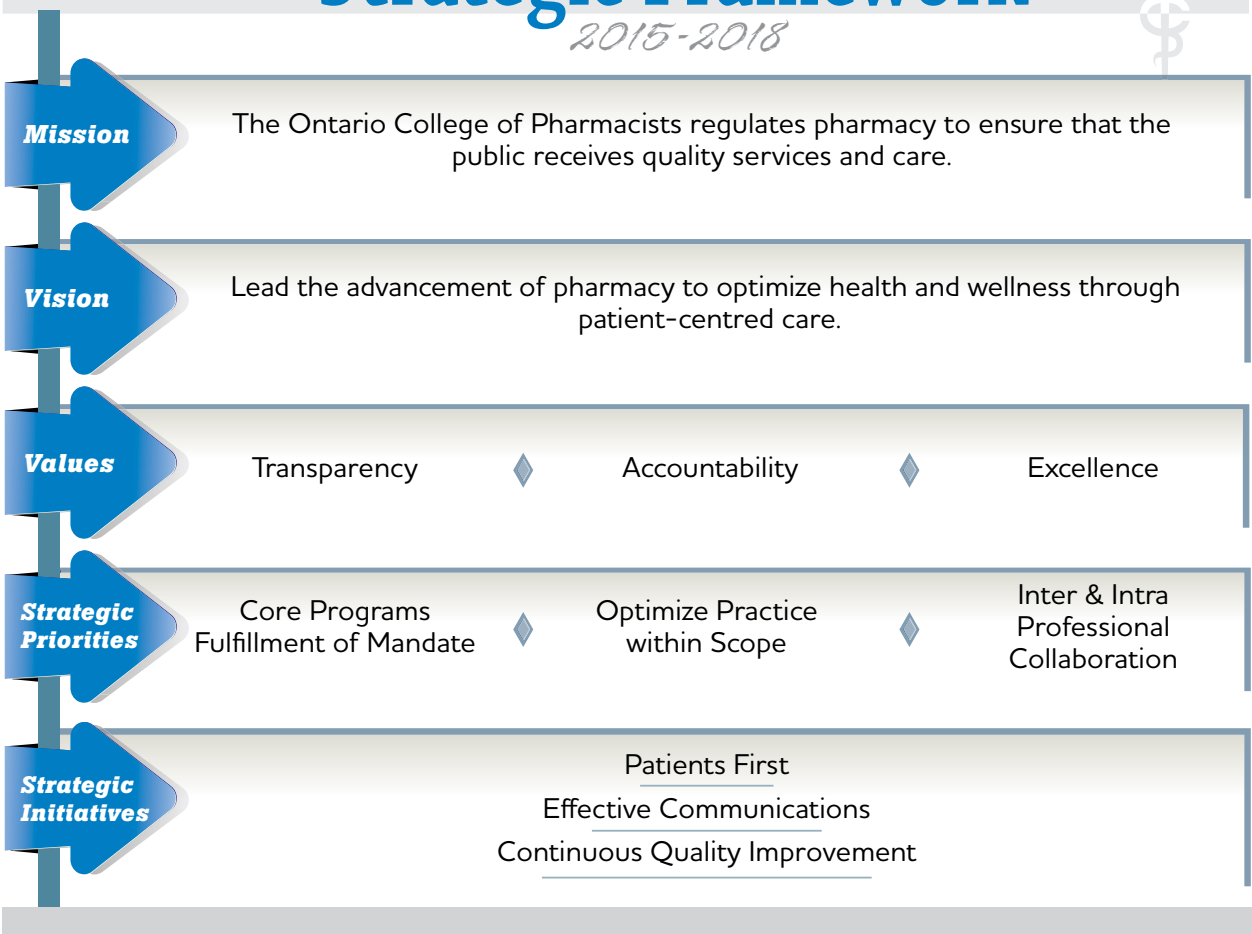 Strategic Framework
2015-2018
Mission
The Ontario College of Pharmacists regulates pharmacy to ensure that the
public receives quality services and care.
Vision
Lead the advancement of pharmacy to optimize health and wellness through
patient-centred care.
Values
Transparency
Accountability
Excellence
Strategic
Priorities
Core Programs
Fulfillment of Mandate
Optimize Practice
within Scope
Inter & Intra
Professional
Collaboration
Strategic
Initiatives
Patients First
Effective Communications
Continuous Quality Improvement